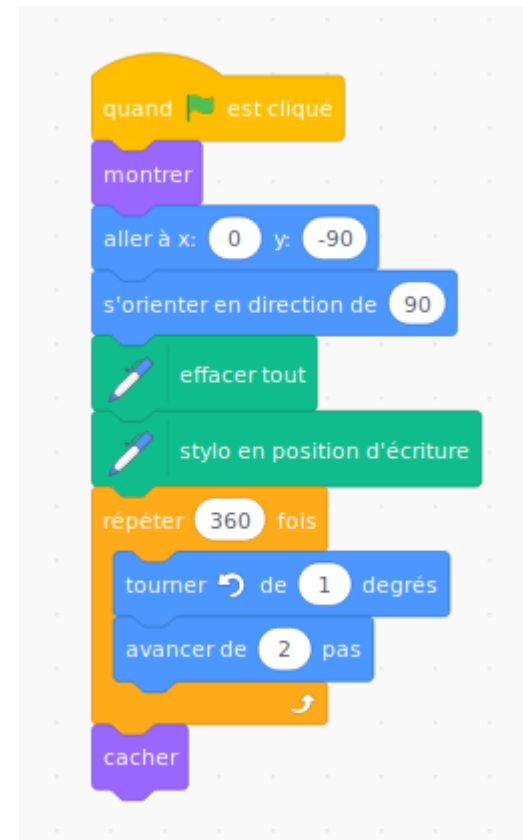 quand est cliqué
montrer
aller à x: 0 y: -90
s'orienter en direction de 90
effacer tout
stylo en position d'écriture
répéter 360 fois
tourner de 1 degrés
avancer de 2 pas
cacher